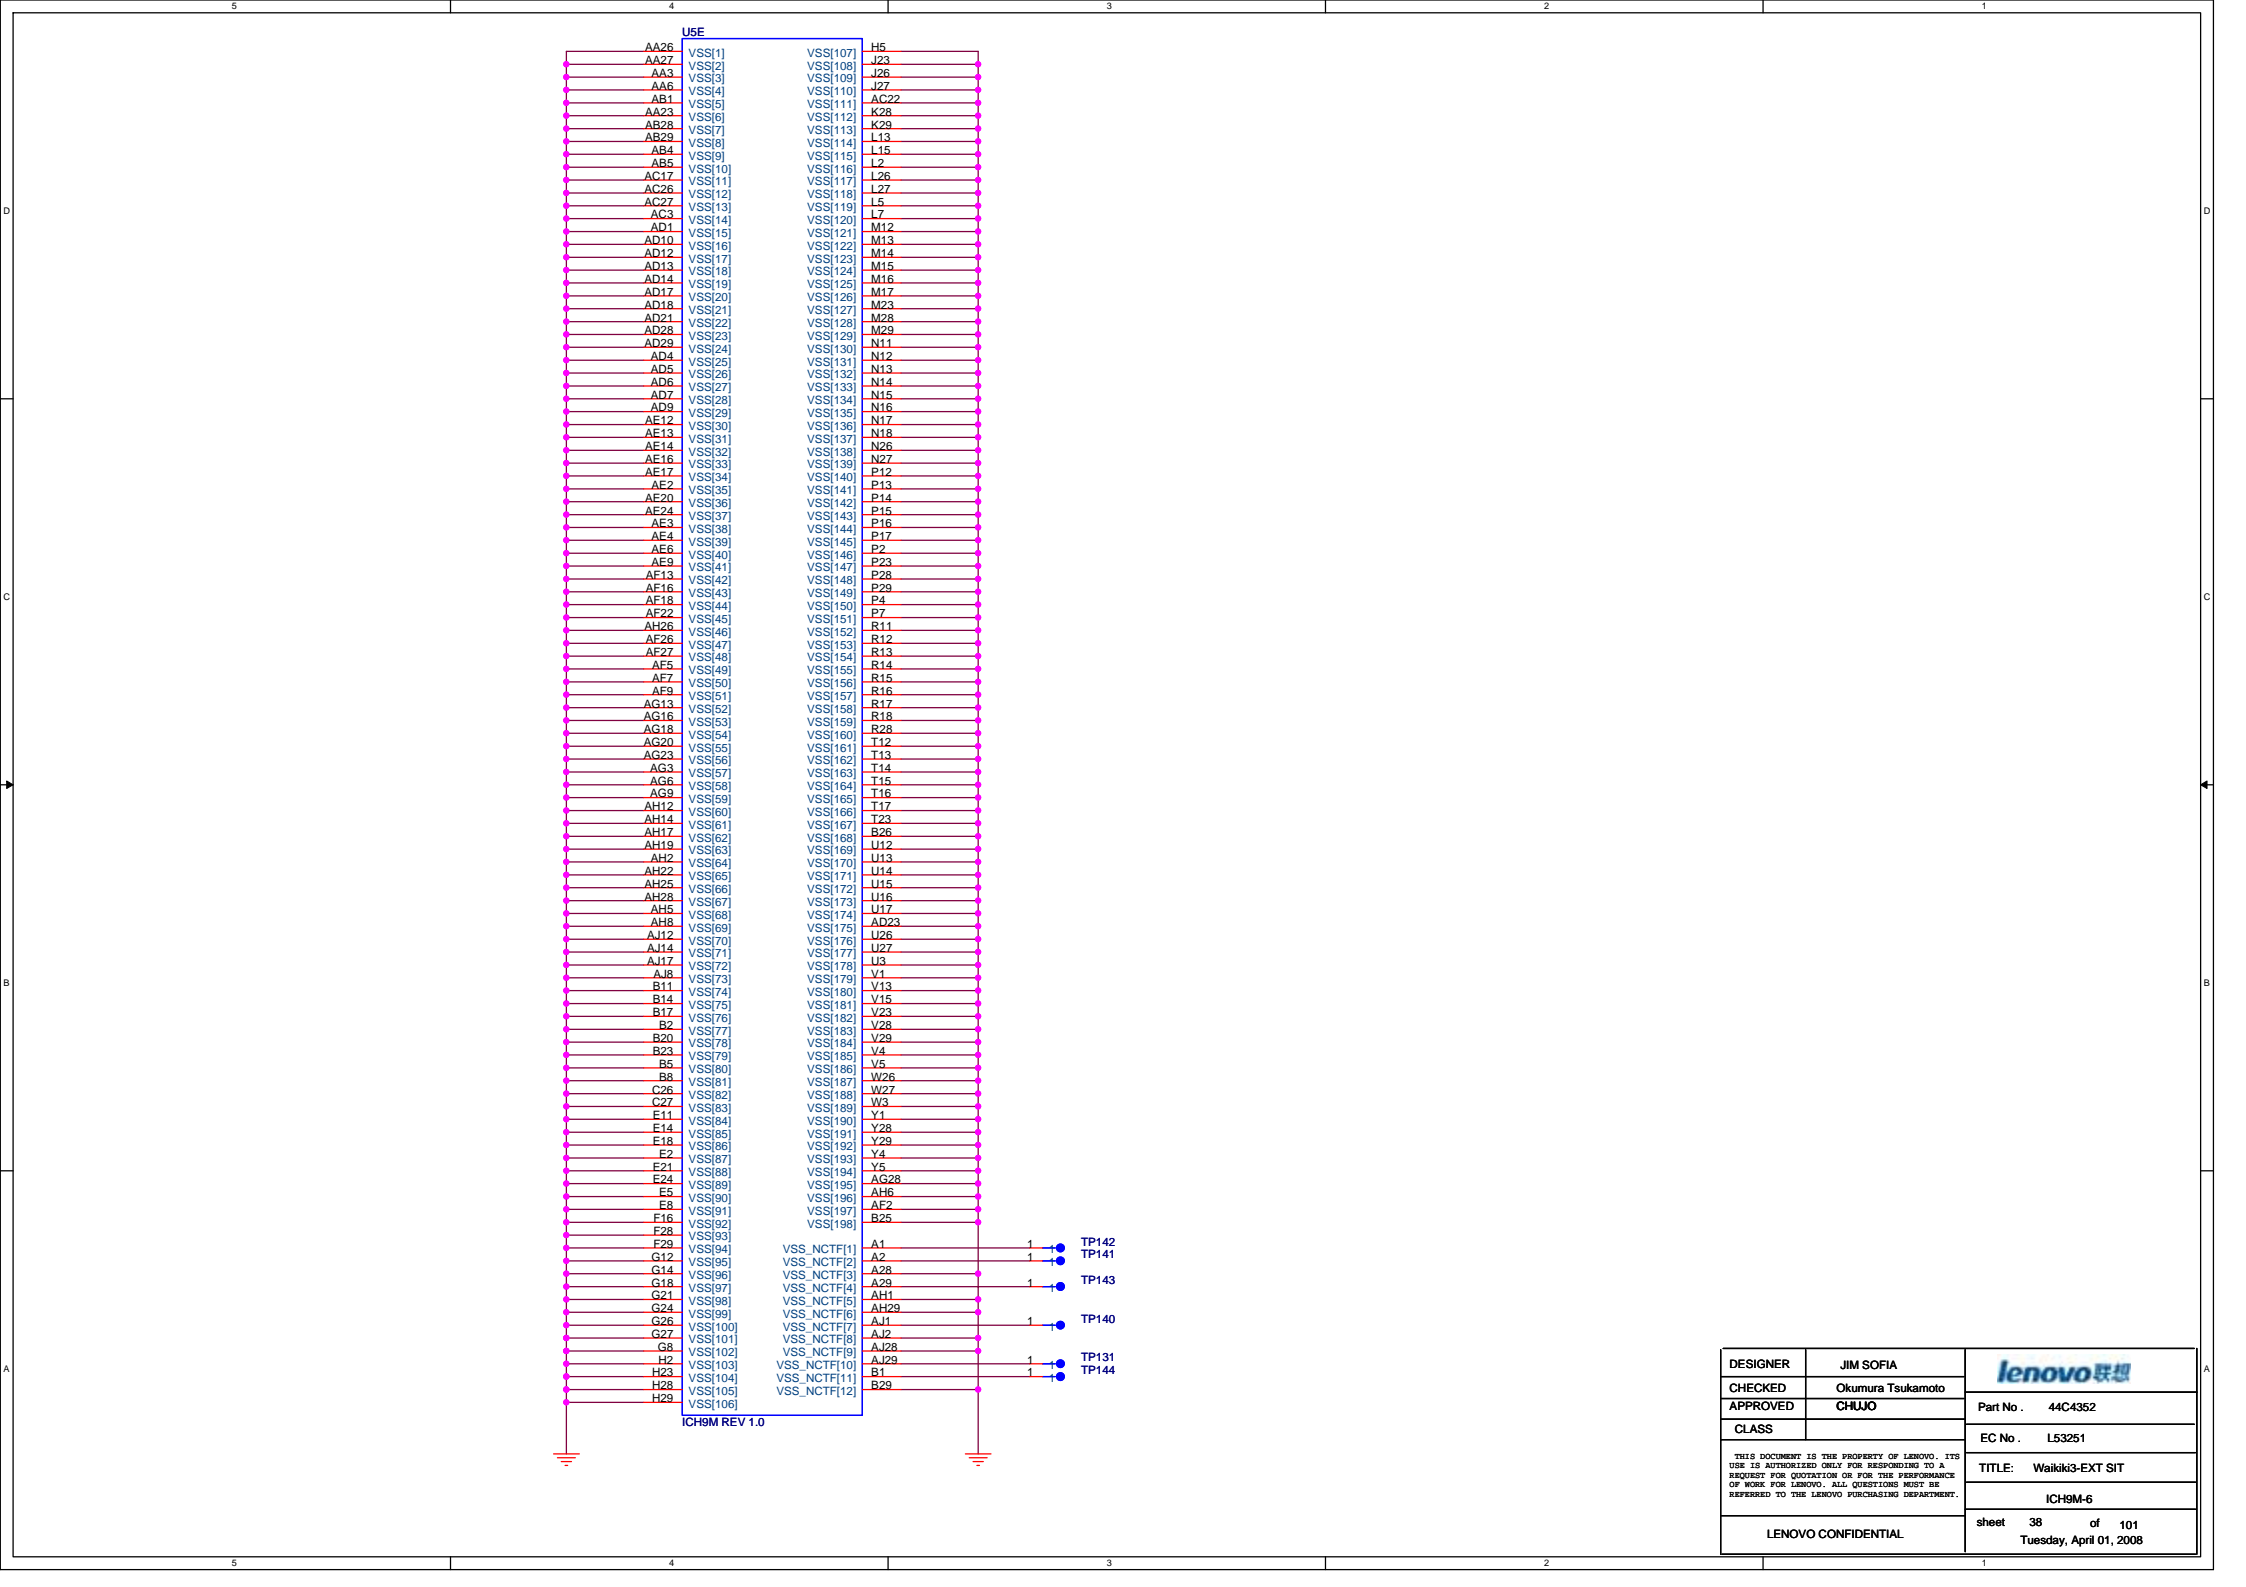 5 4 3 2 1
U5E
AA26 VSS[1] VSS[107] H5
AA27 VSS[2] VSS[108] J23
AA3 VSS[3] VSS[109] J26
AA6 VSS[4] VSS[110] J27
AB1 VSS[5] VSS[111] AC22
AA23 VSS[6] VSS[112] K28
AB28 VSS[7] VSS[113] K29
AB29 VSS[8] VSS[114] L13
AB4 VSS[9] VSS[115] L15
AB5 VSS[10] VSS[116] L2
AC17 VSS[11] VSS[117] L26
AC26 VSS[12] VSS[118] L27
AC27 VSS[13] VSS[119] L5
D D
AC3 VSS[14] VSS[120] L7
AD1 VSS[15] VSS[121] M12
AD10 VSS[16] VSS[122] M13
AD12 VSS[17] VSS[123] M14
AD13 VSS[18] VSS[124] M15
AD14 VSS[19] VSS[125] M16
AD17 VSS[20] VSS[126] M17
AD18 VSS[21] VSS[127] M23
AD21 VSS[22] VSS[128] M28
AD28 VSS[23] VSS[129] M29
AD29 VSS[24] VSS[130] N11
AD4 VSS[25] VSS[131] N12
AD5 VSS[26] VSS[132] N13
AD6 VSS[27] VSS[133] N14
AD7 VSS[28] VSS[134] N15
AD9 VSS[29] VSS[135] N16
AE12 VSS[30] VSS[136] N17
AE13 VSS[31] VSS[137] N18
AE14 VSS[32] VSS[138] N26
AE16 VSS[33] VSS[139] N27
AE17 VSS[34] VSS[140] P12
AE2 VSS[35] VSS[141] P13
AE20 VSS[36] VSS[142] P14
AE24 VSS[37] VSS[143] P15
AE3 VSS[38] VSS[144] P16
AE4 VSS[39] VSS[145] P17
AE6 VSS[40] VSS[146] P2
AE9 VSS[41] VSS[147] P23
AF13 VSS[42] VSS[148] P28
AF16 VSS[43] VSS[149] P29
C C
AF18 VSS[44] VSS[150] P4
AF22 VSS[45] VSS[151] P7
AH26 VSS[46] VSS[152] R11
AF26 VSS[47] VSS[153] R12
AF27 VSS[48] VSS[154] R13
AF5 VSS[49] VSS[155] R14
AF7 VSS[50] VSS[156] R15
AF9 VSS[51] VSS[157] R16
AG13 VSS[52] VSS[158] R17
AG16 VSS[53] VSS[159] R18
AG18 VSS[54] VSS[160] R28
AG20 VSS[55] VSS[161] T12
AG23 VSS[56] VSS[162] T13
AG3 VSS[57] VSS[163] T14
AG6 VSS[58] VSS[164] T15
AG9 VSS[59] VSS[165] T16
AH12 VSS[60] VSS[166] T17
AH14 VSS[61] VSS[167] T23
AH17 VSS[62] VSS[168] B26
AH19 VSS[63] VSS[169] U12
AH2 VSS[64] VSS[170] U13
AH22 VSS[65] VSS[171] U14
AH25 VSS[66] VSS[172] U15
AH28 VSS[67] VSS[173] U16
AH5 VSS[68] VSS[174] U17
AH8 VSS[69] VSS[175] AD23
AJ12 VSS[70] VSS[176] U26
AJ14 VSS[71] VSS[177] U27
AJ17 VSS[72] VSS[178] U3
AJ8 VSS[73] VSS[179] V1
B B
B11 VSS[74] VSS[180] V13
B14 VSS[75] VSS[181] V15
B17 VSS[76] VSS[182] V23
B2 VSS[77] VSS[183] V28
B20 VSS[78] VSS[184] V29
B23 VSS[79] VSS[185] V4
B5 VSS[80] VSS[186] V5
B8 VSS[81] VSS[187] W26
C26 VSS[82] VSS[188] W27
C27 VSS[83] VSS[189] W3
E11 VSS[84] VSS[190] Y1
E14 VSS[85] VSS[191] Y28
E18 VSS[86] VSS[192] Y29
E2 VSS[87] VSS[193] Y4
E21 VSS[88] VSS[194] Y5
E24 VSS[89] VSS[195] AG28
E5 VSS[90] VSS[196] AH6
E8 VSS[91] VSS[197] AF2
F16 VSS[92] VSS[198] B25
F28 VSS[93]
F29 VSS[94] VSS_NCTF[1] A1 1 1 TP142
G12 VSS[95] VSS_NCTF[2] A2 1 1 TP141
G14 VSS[96] VSS_NCTF[3] A28
G18 VSS[97] VSS_NCTF[4] A29 1 1 TP143
G21 VSS[98] VSS_NCTF[5] AH1
G24 VSS[99] VSS_NCTF[6] AH29
G26 VSS[100] VSS_NCTF[7] AJ1 1 1 TP140
G27 VSS[101] VSS_NCTF[8] AJ2
G8 VSS[102] VSS_NCTF[9] AJ28
H2 VSS[103] VSS_NCTF[10] AJ29 1 1 TP131
A A
H23 VSS[104] VSS_NCTF[11] B1 1 1 TP144
H28 VSS[105] VSS_NCTF[12] B29
H29 VSS[106]
ICH9M REV 1.0
DESIGNER JIM SOFIA
CHECKED Okumura Tsukamoto
APPROVED CHUJO
CLASS
THIS DOCUMENT IS THE PROPERTY OF LENOVO. ITS
USE IS AUTHORIZED ONLY FOR RESPONDING TO A
REQUEST FOR QUOTATION OR FOR THE PERFORMANCE
OF WORK FOR LENOVO. ALL QUESTIONS MUST BE
REFERRED TO THE LENOVO PURCHASING DEPARTMENT.
LENOVO CONFIDENTIAL
lenovo联想
Part No . 44C4352
EC No . L53251
TITLE: Waikiki3-EXT SIT
ICH9M-6
sheet 38 of 101
Tuesday, April 01, 2008
5 4 3 2 1